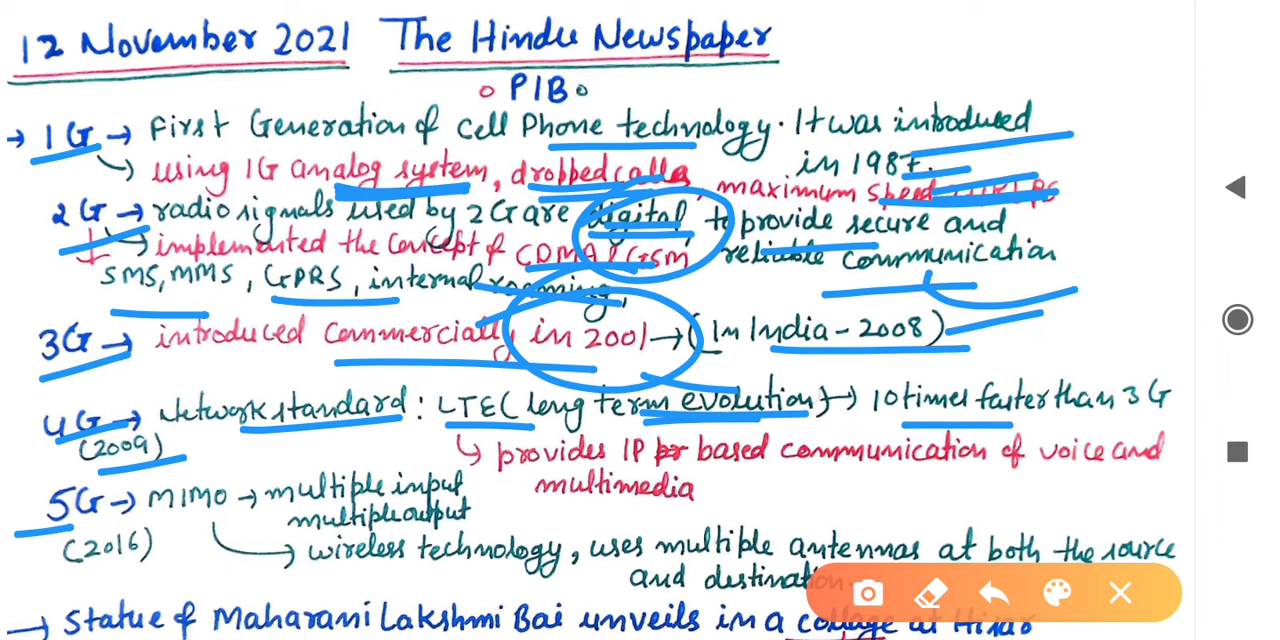 12 November 2021 The Hindu Newspaper
PIB
→ 1G → First Generation of Cell Phone technology. It was introduced
in 1987.
using 1G analog system, dropped calls, maximum speed
2G → radio signals used by 2G are digital, to provide secure and
implemented the concept of CDMA & GSM reliable communication
SMS, MMS, GPRS, internal roaming,
3G → introduced commercially in 2001 → (In India - 2008)
4G → Network standard : LTE (long term evolution) → 10 times faster than 3G
(2009) provides IP based communication of voice and
multimedia
5G → MIMO → multiple input
multiple output
(2016) wireless technology, uses multiple antennas at both the source
and destination
→ Statue of Maharani Lakshmi Bai unveils in a college at Hisar